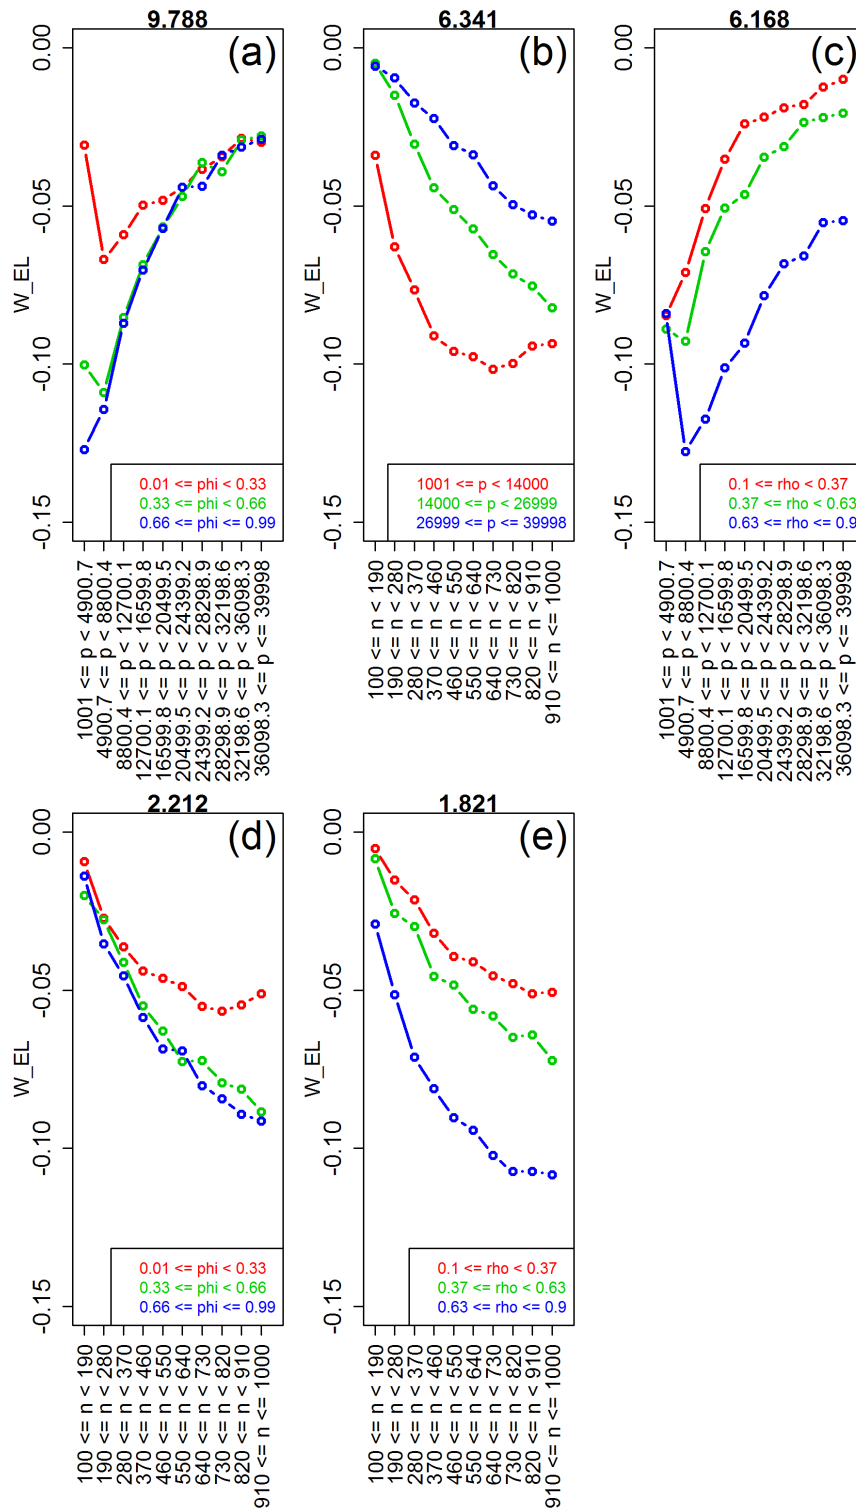 9.788
(a)
0.00
-0.05
-0.10
-0.15
W_EL
0.01 <= phi < 0.33
0.33 <= phi < 0.66
0.66 <= phi <= 0.99
1001 <= p < 4900.7
4900.7 <= p < 8800.4
8800.4 <= p < 12700.1
12700.1 <= p < 16599.8
16599.8 <= p < 20499.5
20499.5 <= p < 24399.2
24399.2 <= p < 28298.9
28298.9 <= p < 32198.6
32198.6 <= p < 36098.3
36098.3 <= p <= 39998
6.341
(b)
0.00
-0.05
-0.10
-0.15
W_EL
1001 <= p < 14000
14000 <= p < 26999
26999 <= p <= 39998
100 <= n < 190
190 <= n < 280
280 <= n < 370
370 <= n < 460
460 <= n < 550
550 <= n < 640
640 <= n < 730
730 <= n < 820
820 <= n < 910
910 <= n <= 1000
6.168
(c)
0.00
-0.05
-0.10
-0.15
W_EL
0.1 <= rho < 0.37
0.37 <= rho < 0.63
0.63 <= rho <= 0.9
1001 <= p < 4900.7
4900.7 <= p < 8800.4
8800.4 <= p < 12700.1
12700.1 <= p < 16599.8
16599.8 <= p < 20499.5
20499.5 <= p < 24399.2
24399.2 <= p < 28298.9
28298.9 <= p < 32198.6
32198.6 <= p < 36098.3
36098.3 <= p <= 39998
2.212
(d)
0.00
-0.05
-0.10
-0.15
W_EL
0.01 <= phi < 0.33
0.33 <= phi < 0.66
0.66 <= phi <= 0.99
100 <= n < 190
190 <= n < 280
280 <= n < 370
370 <= n < 460
460 <= n < 550
550 <= n < 640
640 <= n < 730
730 <= n < 820
820 <= n < 910
910 <= n <= 1000
1.821
(e)
0.00
-0.05
-0.10
-0.15
W_EL
0.1 <= rho < 0.37
0.37 <= rho < 0.63
0.63 <= rho <= 0.9
100 <= n < 190
190 <= n < 280
280 <= n < 370
370 <= n < 460
460 <= n < 550
550 <= n < 640
640 <= n < 730
730 <= n < 820
820 <= n < 910
910 <= n <= 1000